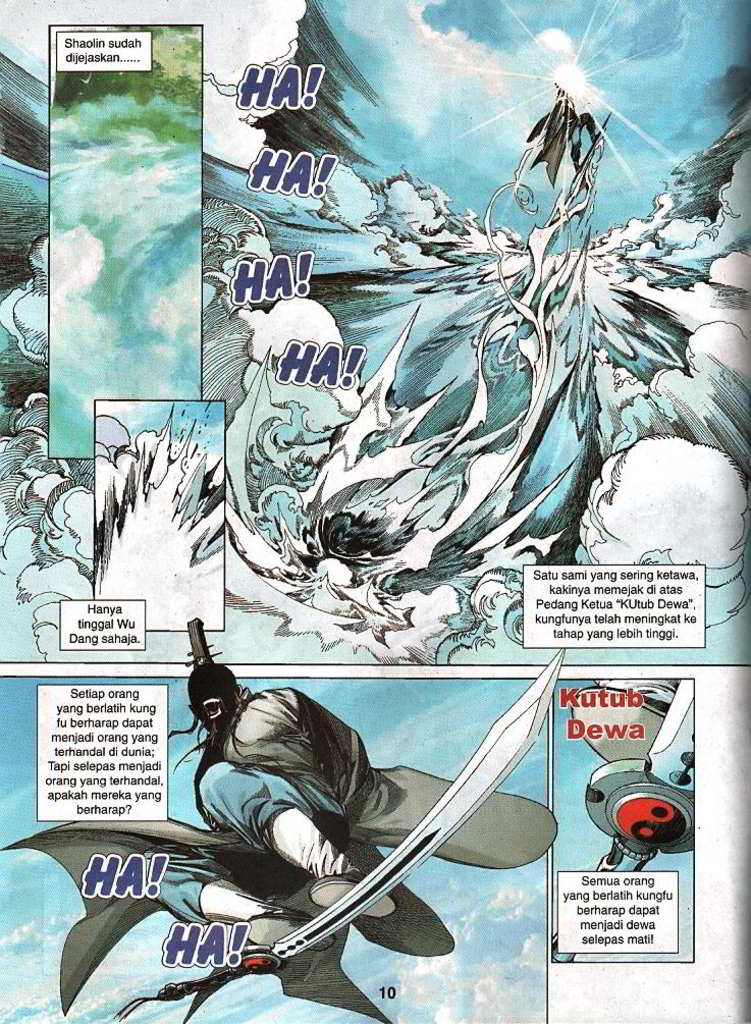 Shaolin sudah
dijejaskan......
HA!
HA!
HA!
HA!
Hanya
tinggal Wu
Dang sahaja.
Satu sami yang sering ketawa,
kakinya memejak di atas
Pedang Ketua "KUtub Dewa",
kungfunya telah meningkat ke
tahap yang lebih tinggi.
Setiap orang
yang berlatih kung
fu berharap dapat
menjadi orang yang
terhandal di dunia;
Tapi selepas menjadi
orang yang terhandal,
apakah mereka yang
berharap?
HA!
HA!
Kutub
Dewa
Semua orang
yang berlatih kungfu
berharap dapat
menjadi dewa
selepas mati!
10